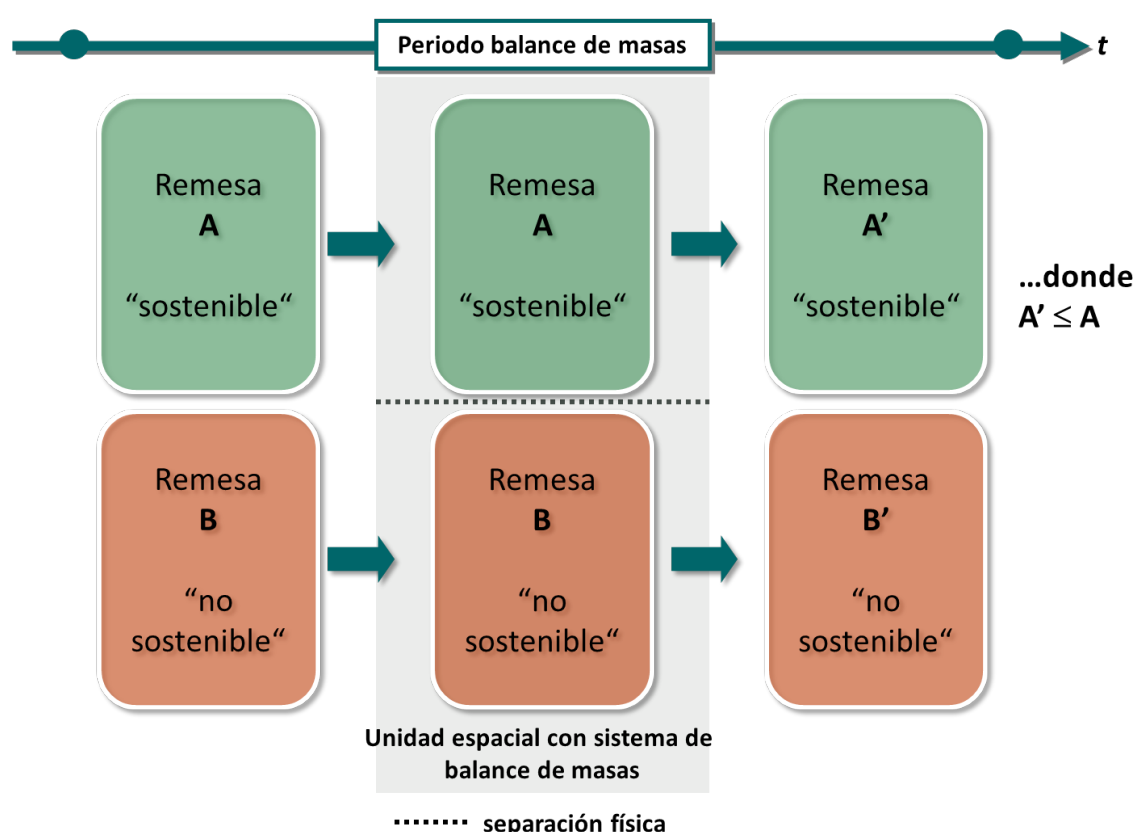 Periodo balance de masas
t
Remesa
A
“sostenible“
Remesa
A
“sostenible“
Remesa
A’
“sostenible“
…donde
A’ ≤ A
Remesa
B
“no
sostenible“
Remesa
B
“no
sostenible“
Remesa
B’
“no
sostenible“
Unidad espacial con sistema de
balance de masas
separación física